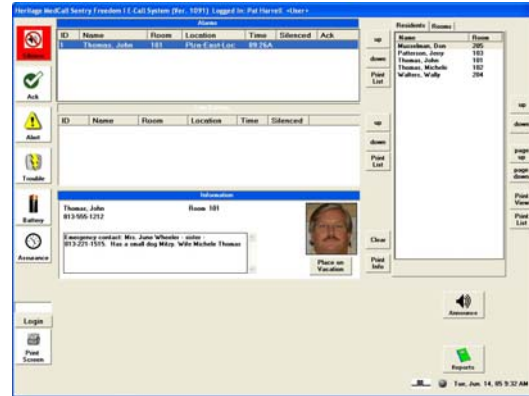 Heritage MedCall Sentry Freedom I E-Call System (Ver. 1091) Logged In: Pat Harrell <User>
Alarms
ID Name Room Location Time Silenced Ack
1 Thomas, John 101 Plze-East-Loc 09:26A
Silence
Ack
Alert
Trouble
Battery
Assurance
Login
Print
Screen
ID Name Room Location Time Silenced
Information
Thomas, John Room 101
813-555-1212
Emergency contact: Mrs. June Wheeler - sister -
813-221-1515. Has a small dog Mitzy. Wife Michele Thomas
Place on
Vacation
up
down
Print
List
up
down
Print
List
Clear
Print
Info
Residents Rooms
Name Room
Musselman, Don 205
Patterson, Jessy 103
Thomas, John 101
Thomas, Michele 102
Walters, Wally 204
up
down
page
up
page
down
Print
View
Print
List
Announce
Reports
Tue, Jun. 14, 05 9:32 AM